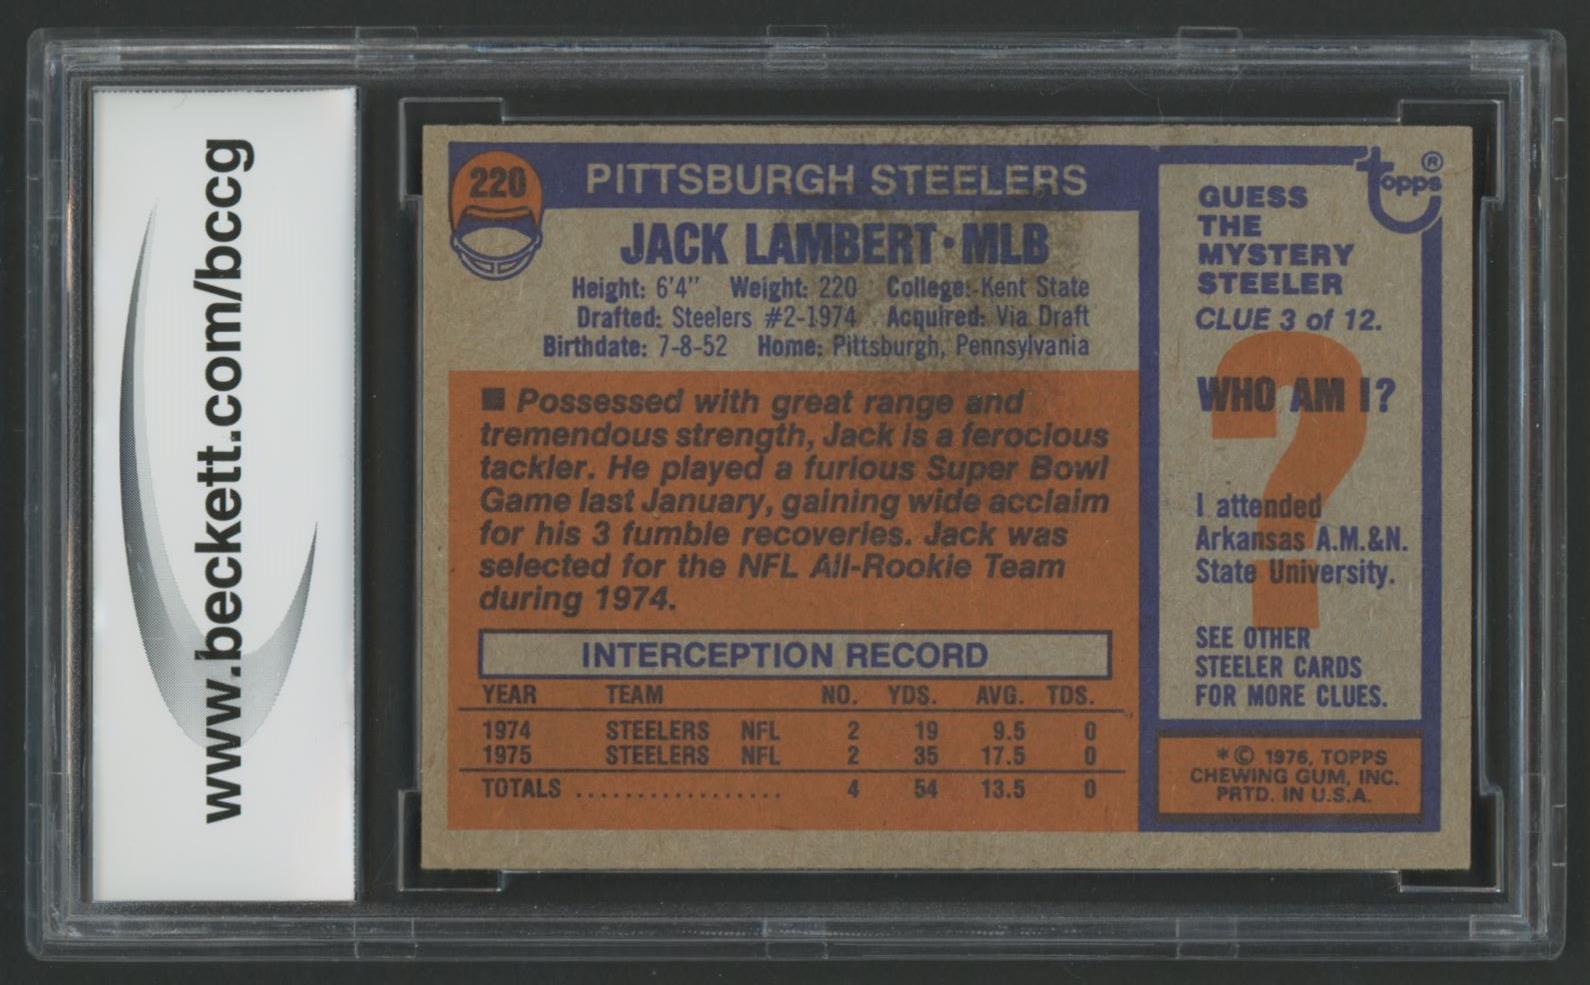 www.beckett.com/bccg
220
PITTSBURGH STEELERS
JACK LAMBERT • MLB
Height: 6'4" Weight: 220 College: Kent State
Drafted: Steelers #2-1974 Acquired: Via Draft
Birthdate: 7-8-52 Home: Pittsburgh, Pennsylvania
■ Possessed with great range and
tremendous strength, Jack is a ferocious
tackler. He played a furious Super Bowl
Game last January, gaining wide acclaim
for his 3 fumble recoveries. Jack was
selected for the NFL All-Rookie Team
during 1974.
INTERCEPTION RECORD
YEAR TEAM NO. YDS. AVG. TDS.
1974 STEELERS NFL 2 19 9.5 0
1975 STEELERS NFL 2 35 17.5 0
TOTALS ................. 4 54 13.5 0
topps ®
GUESS
THE
MYSTERY
STEELER
CLUE 3 of 12.
?
WHO AM I?
I attended
Arkansas A.M.&N.
State University.
SEE OTHER
STEELER CARDS
FOR MORE CLUES.
* © 1976, TOPPS
CHEWING GUM, INC.
PRTD. IN U.S.A.